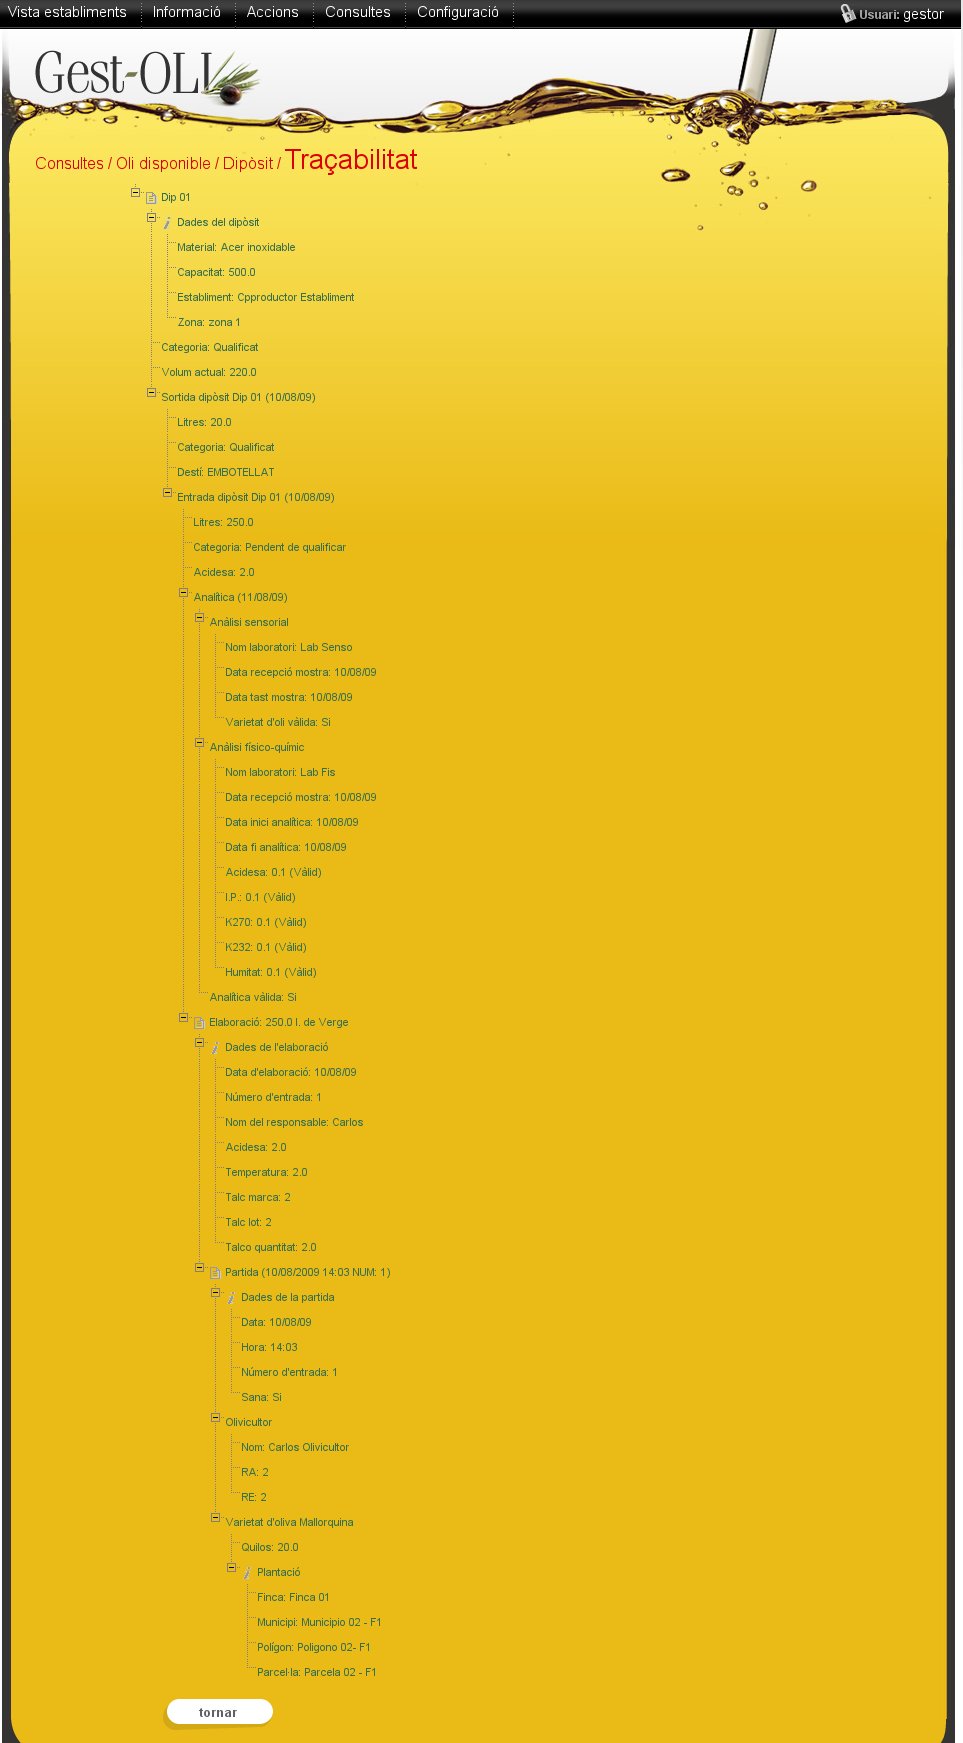 Vista establiments Informació Accions Consultes Configuració Usuari: gestor
Gest-OLI
Consultes / Oli disponible / Dipòsit / Traçabilitat
Dip 01
Dades del dipòsit
Material: Acer inoxidable
Capacitat: 500.0
Establiment: Cpproductor Establiment
Zona: zona 1
Categoria: Qualificat
Volum actual: 220.0
Sortida dipòsit Dip 01 (10/08/09)
Litres: 20.0
Categoria: Qualificat
Destí: EMBOTELLAT
Entrada dipòsit Dip 01 (10/08/09)
Litres: 250.0
Categoria: Pendent de qualificar
Acidesa: 2.0
Analítica (11/08/09)
Anàlisi sensorial
Nom laboratori: Lab Senso
Data recepció mostra: 10/08/09
Data tast mostra: 10/08/09
Varietat d'oli vàlida: Si
Anàlisi físico-químic
Nom laboratori: Lab Fis
Data recepció mostra: 10/08/09
Data inici analítica: 10/08/09
Data fi analítica: 10/08/09
Acidesa: 0.1 (Vàlid)
I.P.: 0.1 (Vàlid)
K270: 0.1 (Vàlid)
K232: 0.1 (Vàlid)
Humitat: 0.1 (Vàlid)
Analítica vàlida: Si
Elaboració: 250.0 l. de Verge
Dades de l'elaboració
Data d'elaboració: 10/08/09
Número d'entrada: 1
Nom del responsable: Carlos
Acidesa: 2.0
Temperatura: 2.0
Talc marca: 2
Talc lot: 2
Talco quantitat: 2.0
Partida (10/08/2009 14:03 NUM: 1)
Dades de la partida
Data: 10/08/09
Hora: 14:03
Número d'entrada: 1
Sana: Si
Olivicultor
Nom: Carlos Olivicultor
RA: 2
RE: 2
Varietat d'oliva Mallorquina
Quilos: 20.0
Plantació
Finca: Finca 01
Municipi: Municipio 02 - F1
Polígon: Poligono 02- F1
Parcel·la: Parcela 02 - F1
tornar